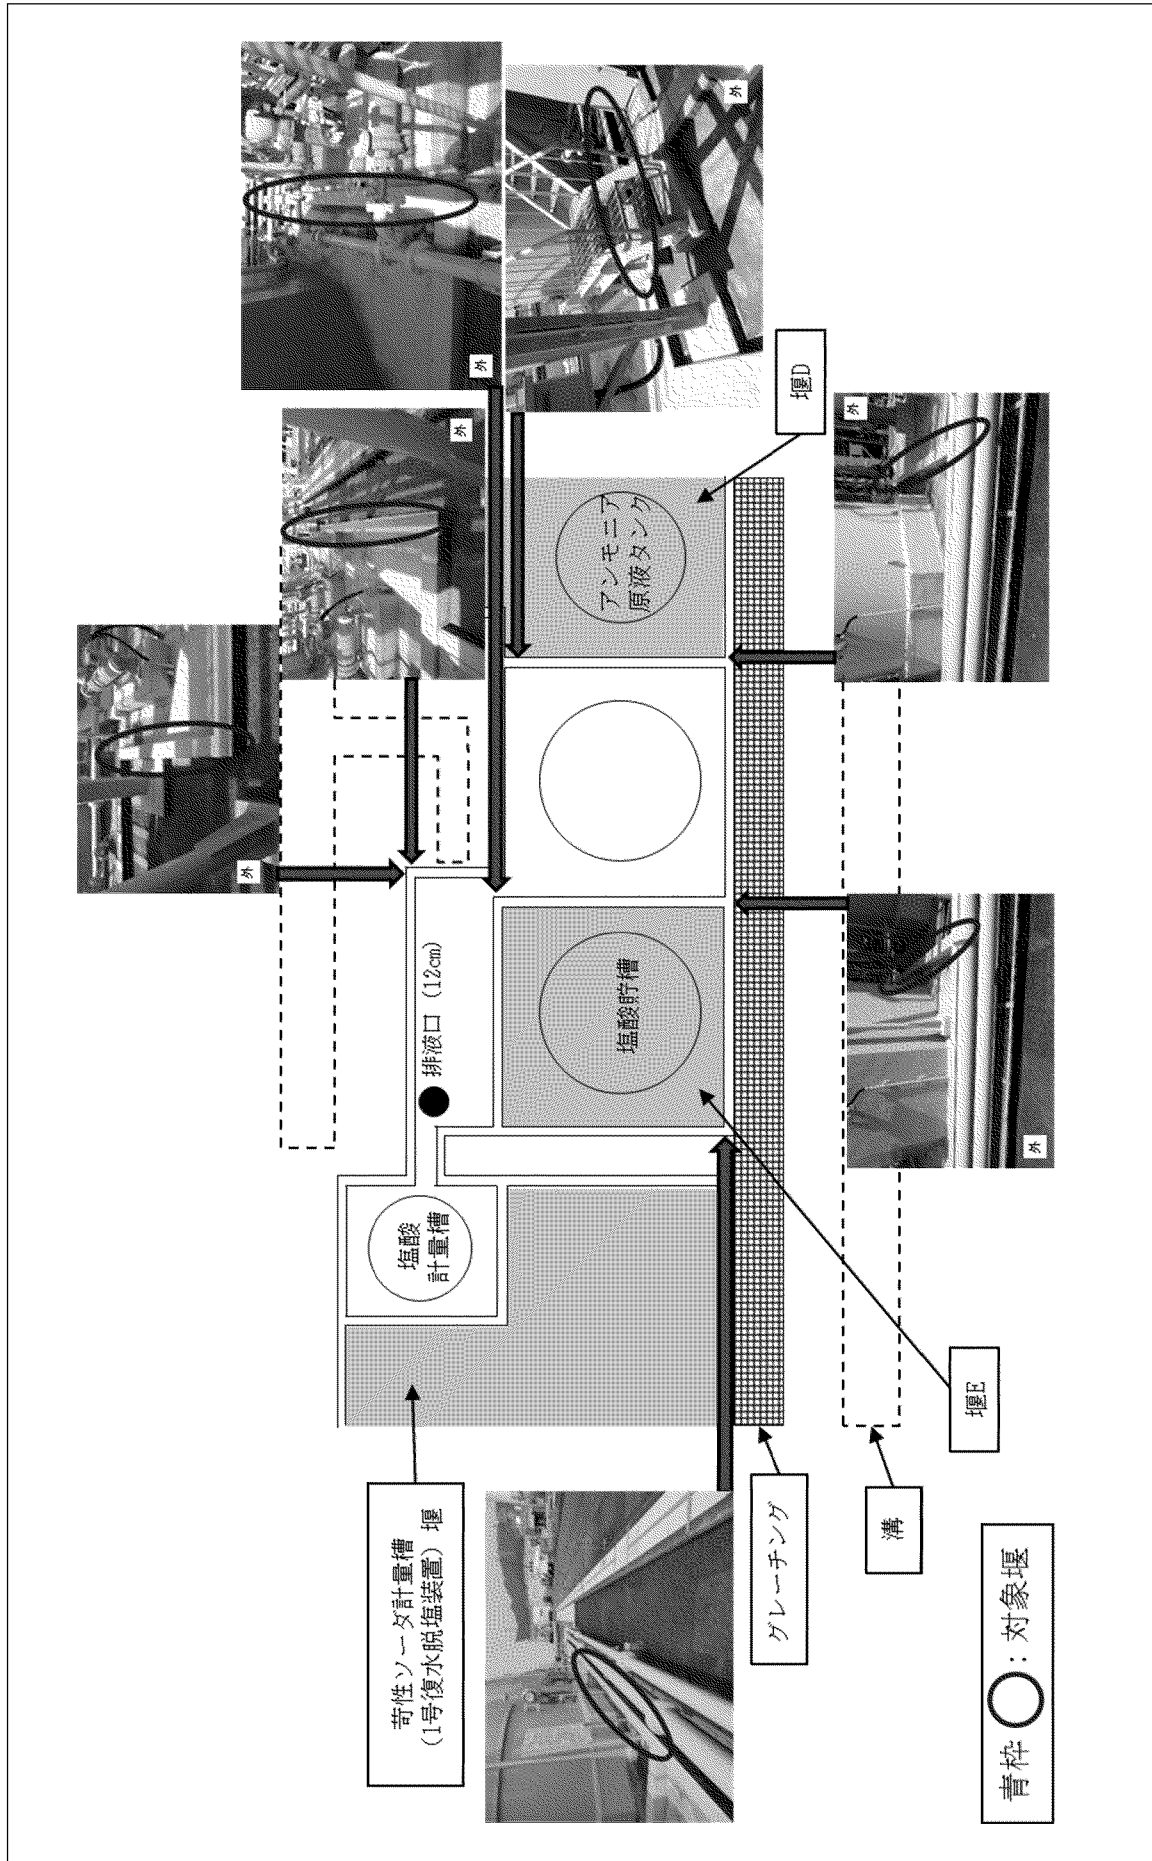 苛性ソーダ計量槽
(1号復水脱塩装置) 堰
グレーチング
溝
青枠 : 対象堰
塩酸
計量槽
排液口 (12cm)
塩酸貯槽
堰E
アンモニア
原液タンク
堰D
外
外
外
外
外
外